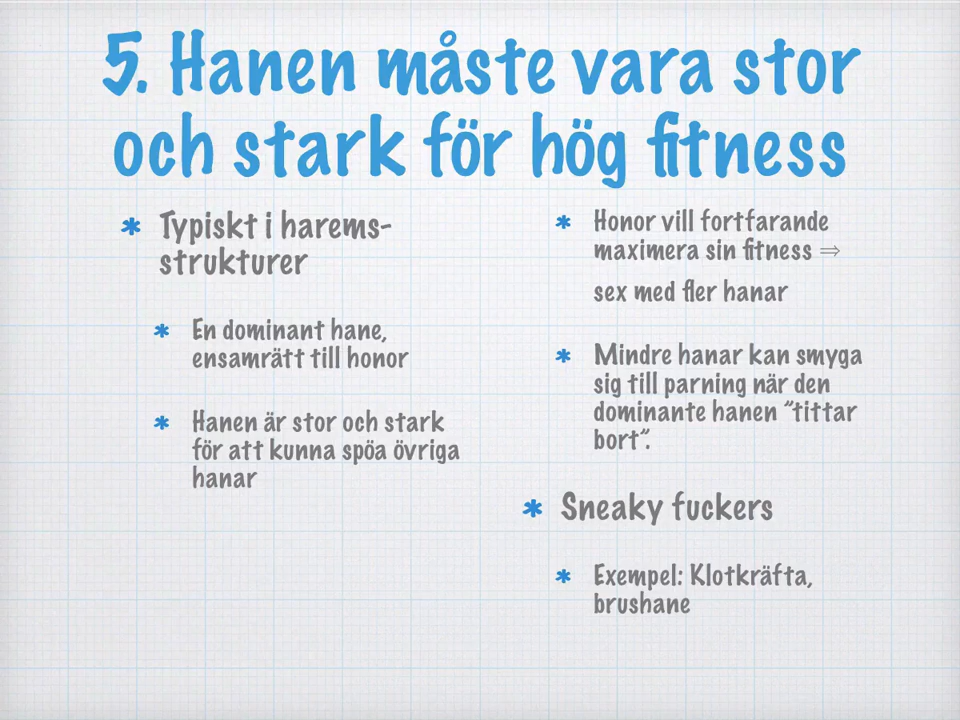 5. Hanen måste vara stor
och stark för hög fitness
* Typiskt i harems-
strukturer
* En dominant hane,
ensamrätt till honor
* Hanen är stor och stark
för att kunna spöa övriga
hanar
* Honor vill fortfarande
maximera sin fitness ⇒
sex med fler hanar
* Mindre hanar kan smyga
sig till parning när den
dominante hanen ”tittar
bort”.
* Sneaky fuckers
* Exempel: Klotkräfta,
brushane